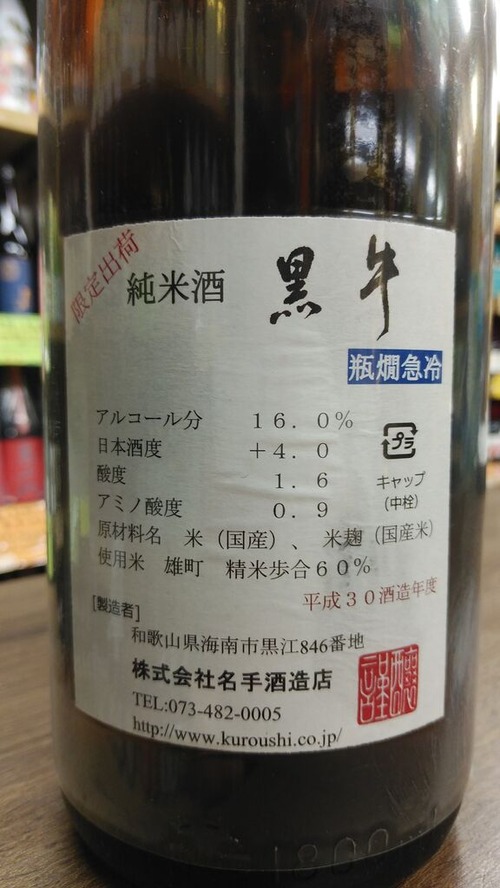 限定出荷
純米酒 黒牛
瓶燗急冷
アルコール分 16.0%
日本酒度 +4.0
酸度 1.6
アミノ酸度 0.9
プラ
キャップ
(中栓)
原材料名 米(国産)、米麹(国産米)
使用米 雄町 精米歩合60%
平成30酒造年度
[製造者]
和歌山県海南市黒江846番地
株式会社名手酒造店
TEL:073-482-0005
http://www.kuroushi.co.jp/
謹醸
1800